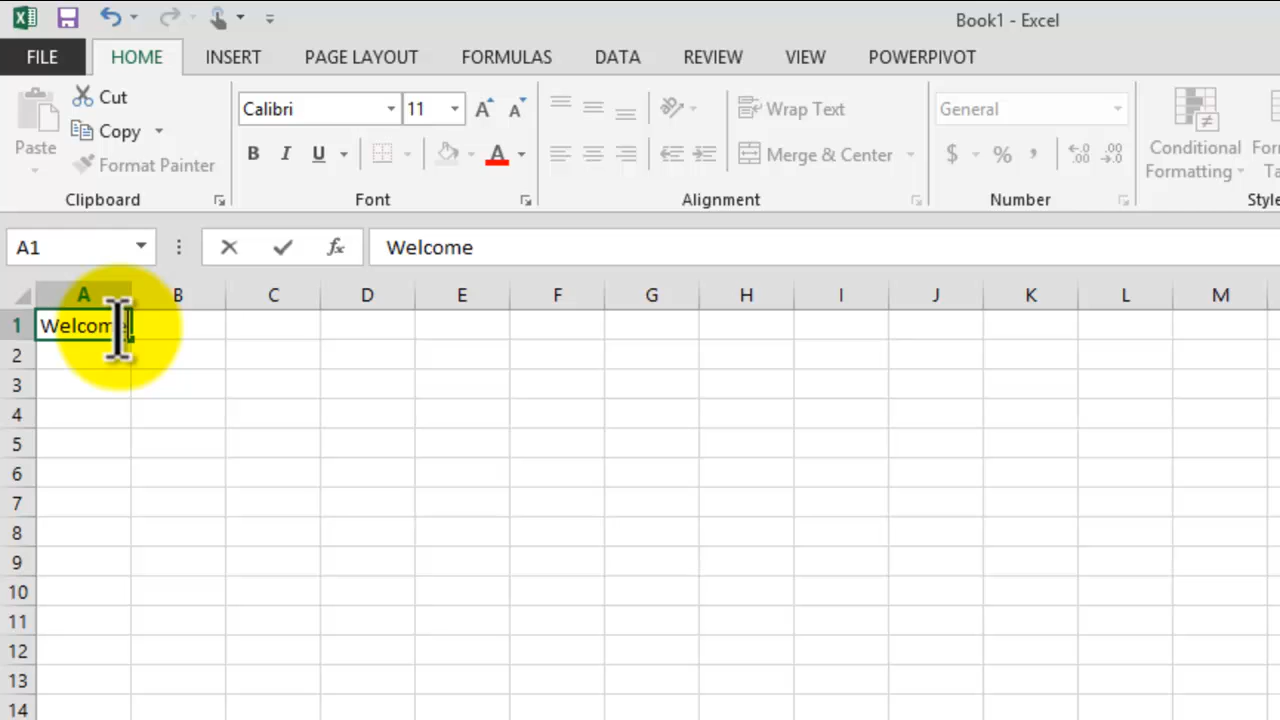 Book1 - Excel
FILE HOME INSERT PAGE LAYOUT FORMULAS DATA REVIEW VIEW POWERPIVOT
Cut
Copy
Format Painter
Paste
Clipboard
Calibri 11
B I U
Font
Wrap Text
Merge & Center
Alignment
General
$ % ,
Number
Conditional
Formatting
A1 Welcome
A B C D E F G H I J K L M
1 Welcome
2
3
4
5
6
7
8
9
10
11
12
13
14